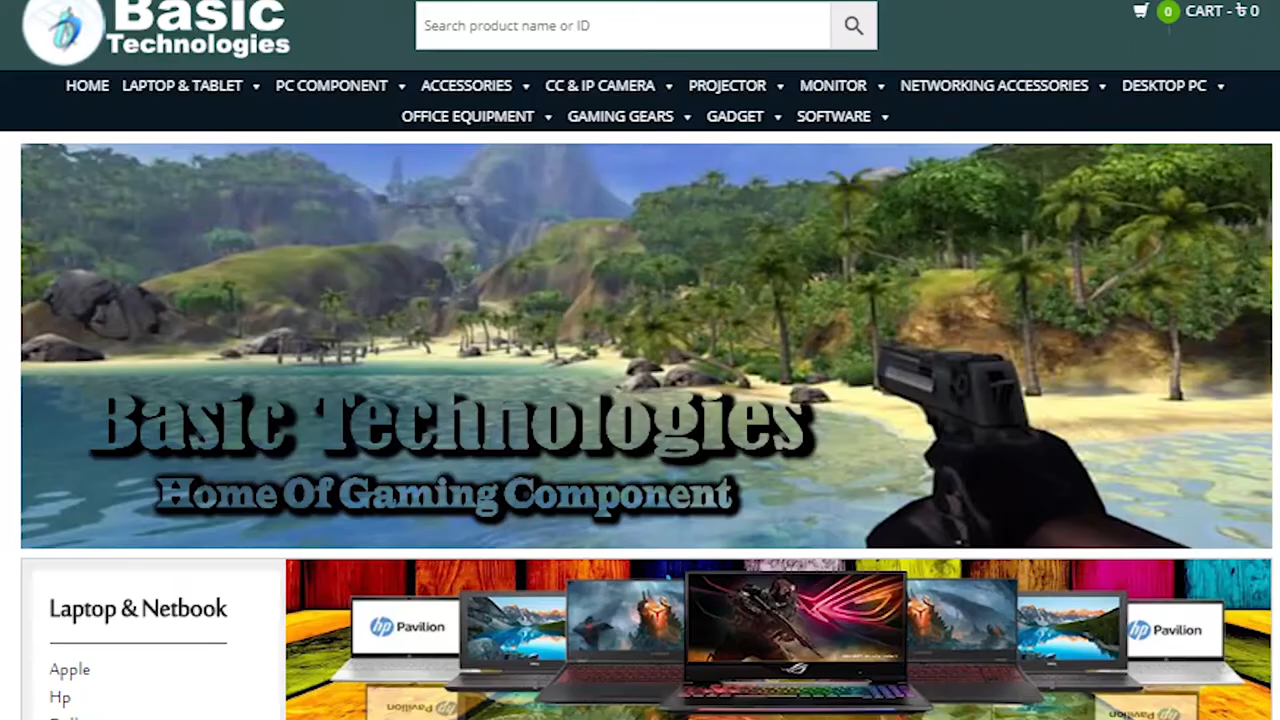 Basic
Technologies
Search product name or ID
0 CART - ৳ 0
HOME LAPTOP & TABLET PC COMPONENT ACCESSORIES CC & IP CAMERA PROJECTOR MONITOR NETWORKING ACCESSORIES DESKTOP PC
OFFICE EQUIPMENT GAMING GEARS GADGET SOFTWARE
Basic Technologies
Home Of Gaming Component
Laptop & Netbook
Apple
Hp
hp Pavilion
hp Pavilion